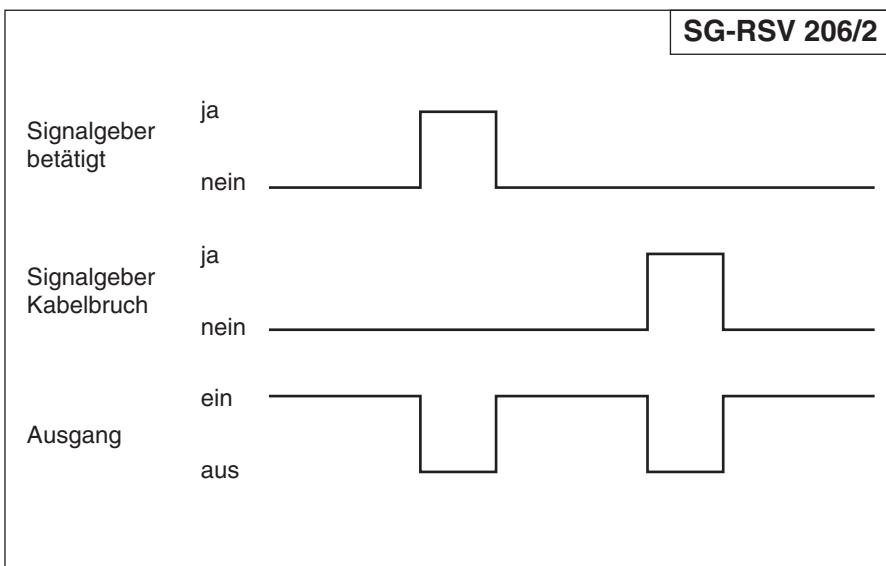 SG-RSV 206/2
ja
Signalgeber
betätigt
nein
ja
Signalgeber
Kabelbruch
nein
ein
Ausgang
aus